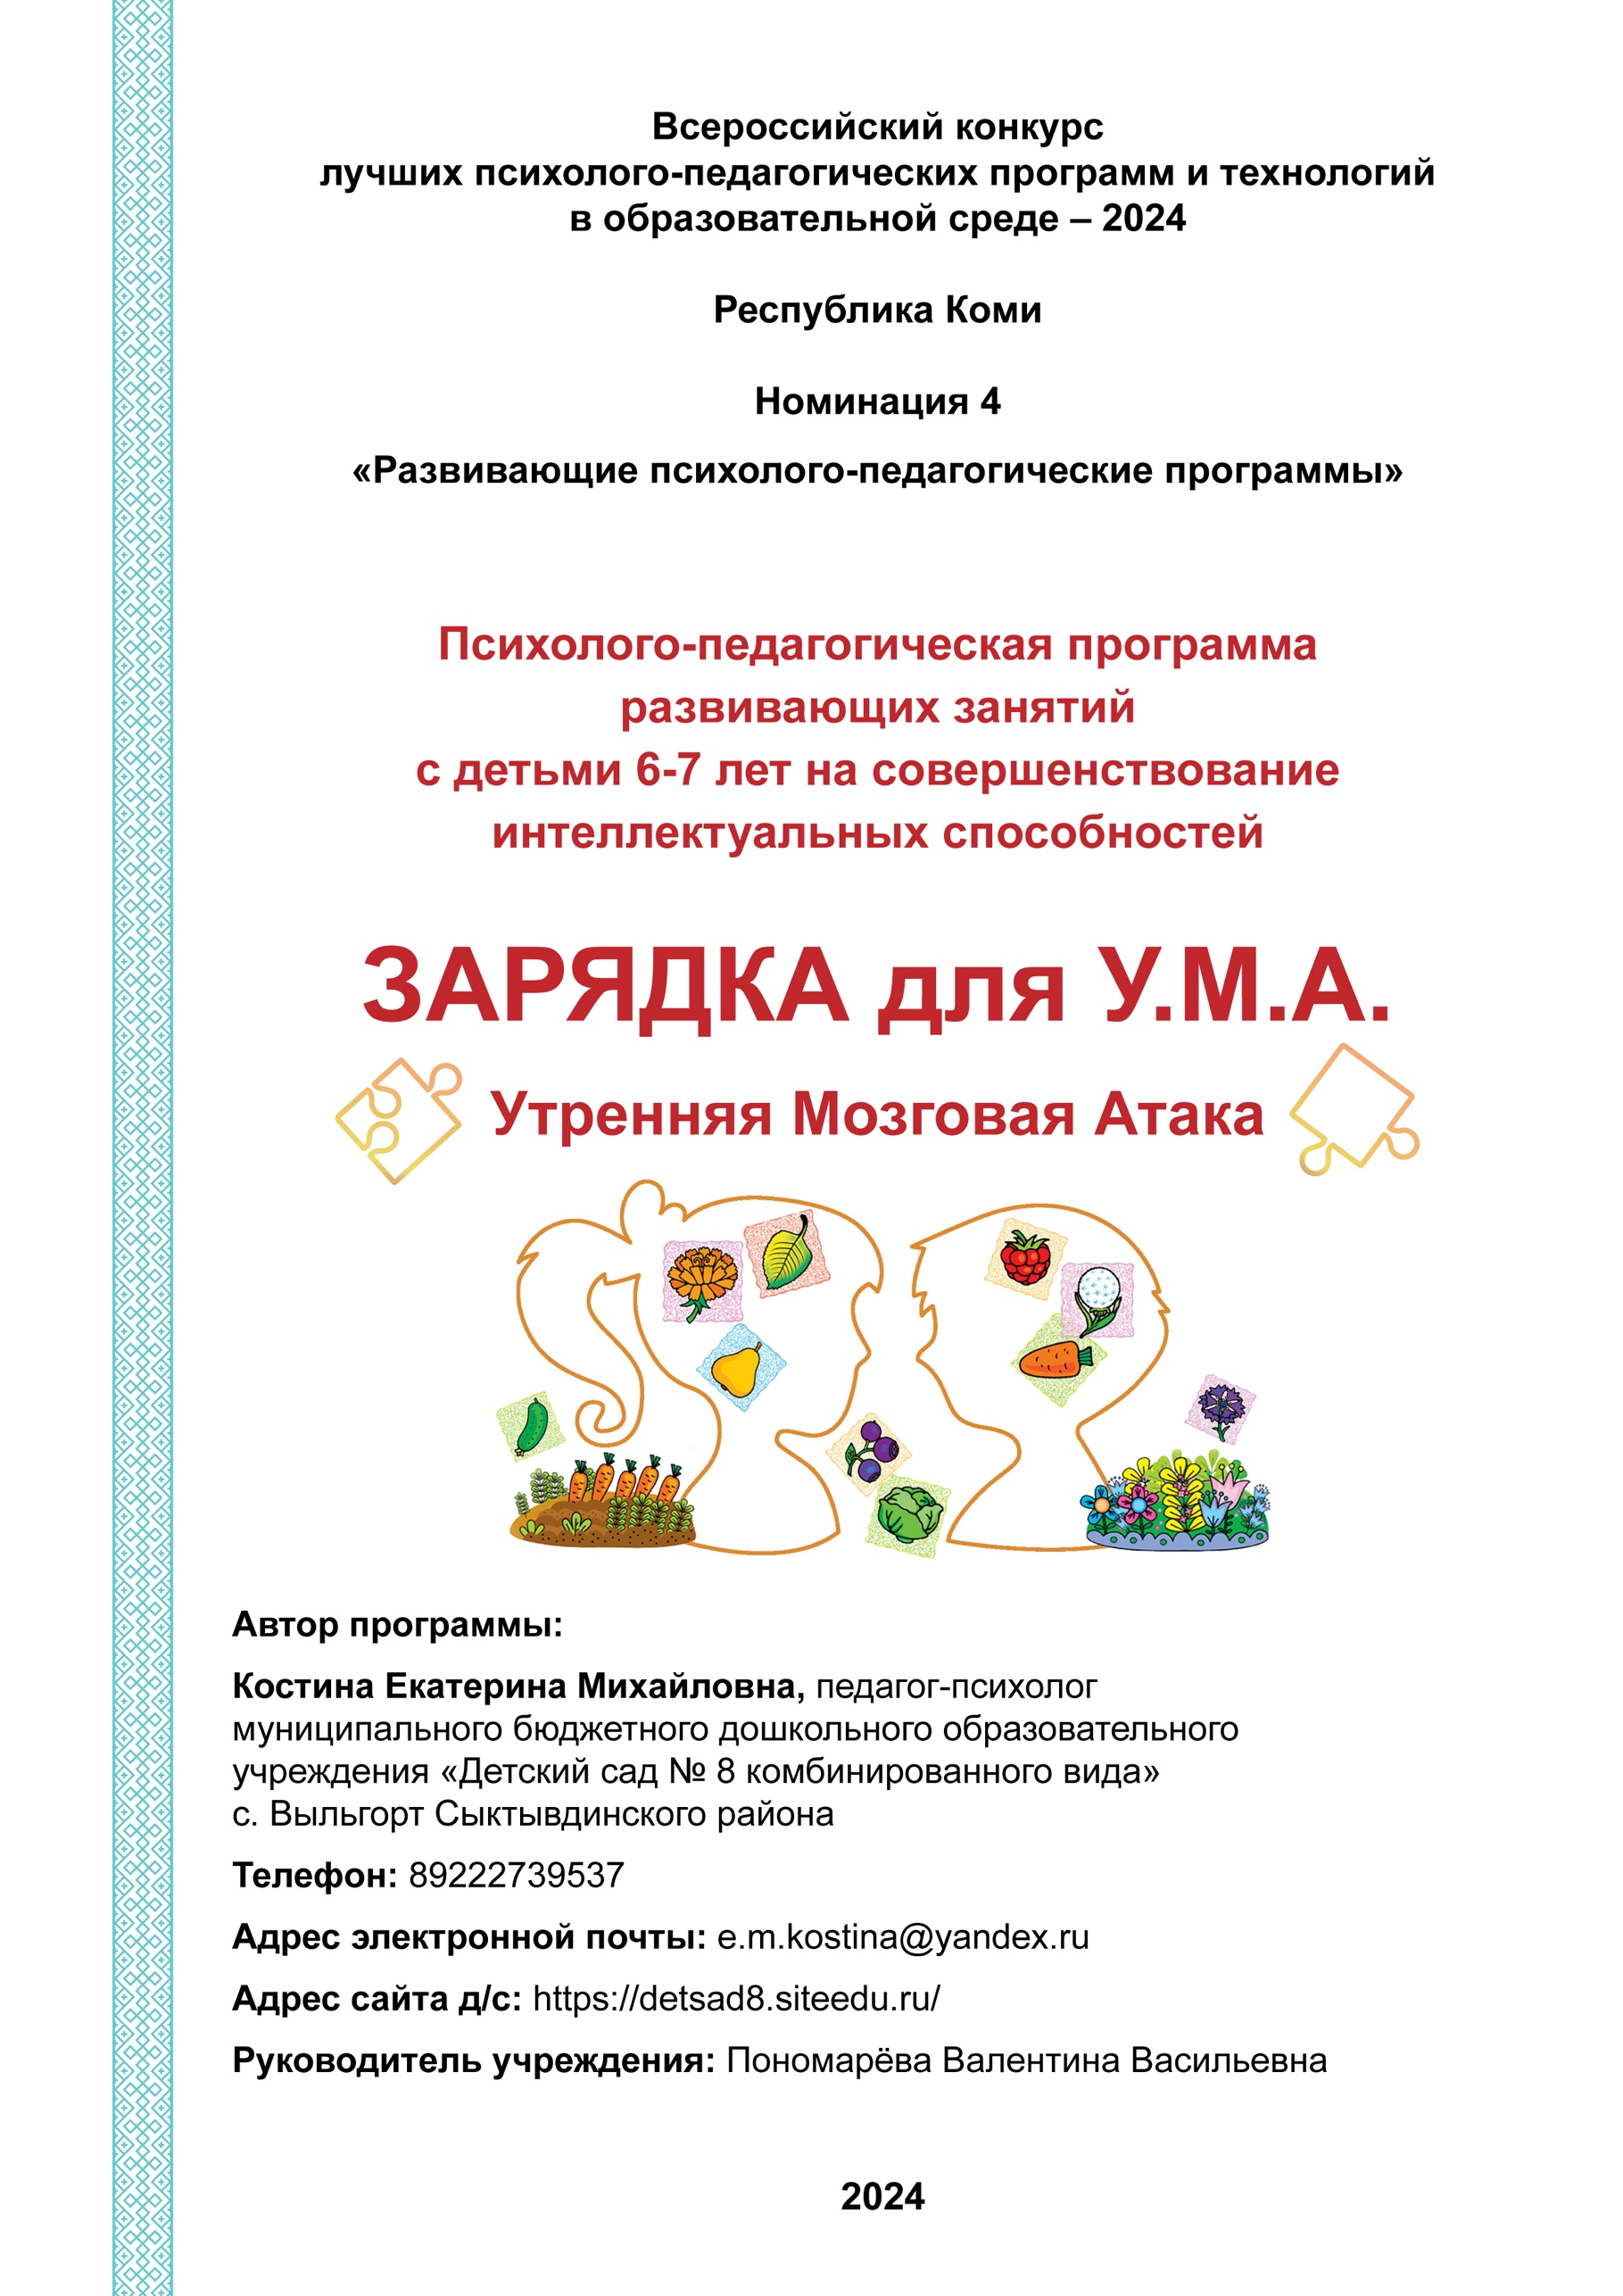 Всероссийский конкурс
лучших психолого-педагогических программ и технологий
в образовательной среде – 2024
Республика Коми
Номинация 4
«Развивающие психолого-педагогические программы»
Психолого-педагогическая программа
развивающих занятий
с детьми 6-7 лет на совершенствование
интеллектуальных способностей
ЗАРЯДКА для У.М.А.
Утренняя Мозговая Атака
Автор программы:
Костина Екатерина Михайловна, педагог-психолог
муниципального бюджетного дошкольного образовательного
учреждения «Детский сад № 8 комбинированного вида»
с. Выльгорт Сыктывдинского района
Телефон: 89222739537
Адрес электронной почты: e.m.kostina@yandex.ru
Адрес сайта д/с: https://detsad8.siteedu.ru/
Руководитель учреждения: Пономарёва Валентина Васильевна
2024